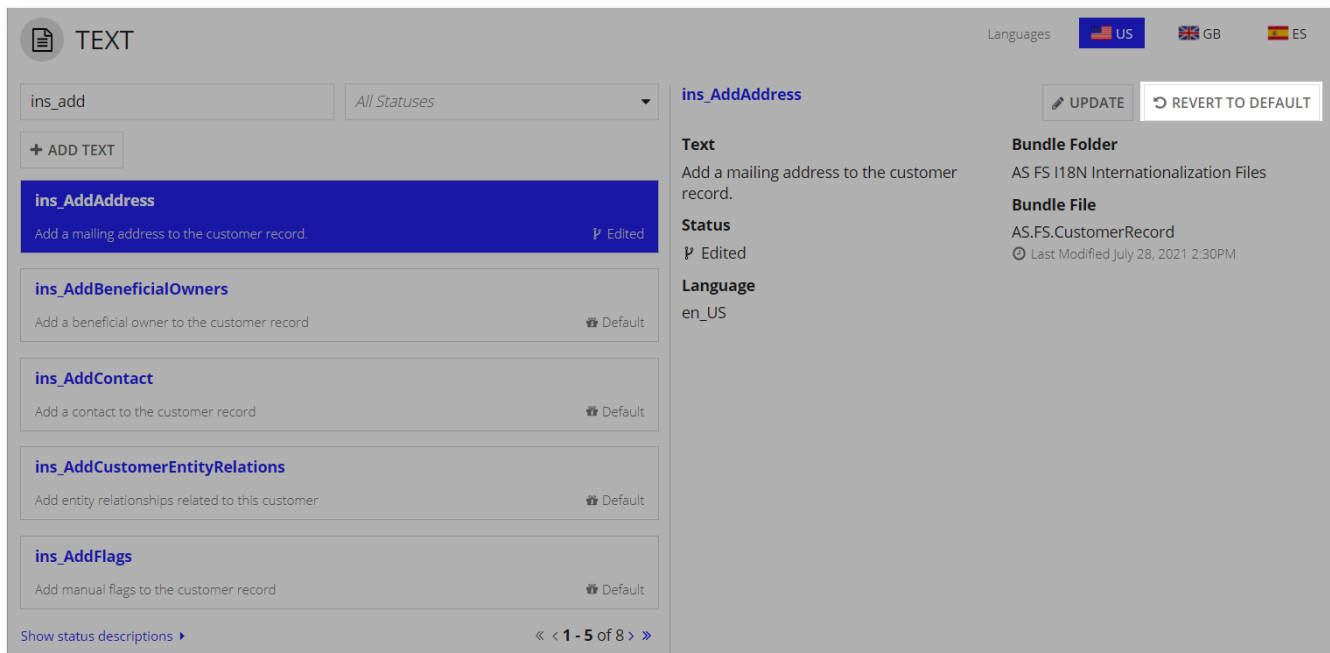 TEXT
Languages
US
GB
ES
ins_add
All Statuses
+ ADD TEXT
ins_AddAddress
Add a mailing address to the customer record.
Edited
ins_AddBeneficialOwners
Add a beneficial owner to the customer record
Default
ins_AddContact
Add a contact to the customer record
Default
ins_AddCustomerEntityRelations
Add entity relationships related to this customer
Default
ins_AddFlags
Add manual flags to the customer record
Default
Show status descriptions
« < 1 - 5 of 8 > »
ins_AddAddress
UPDATE
REVERT TO DEFAULT
Text
Add a mailing address to the customer
record.
Status
Edited
Language
en_US
Bundle Folder
AS FS I18N Internationalization Files
Bundle File
AS.FS.CustomerRecord
Last Modified July 28, 2021 2:30PM